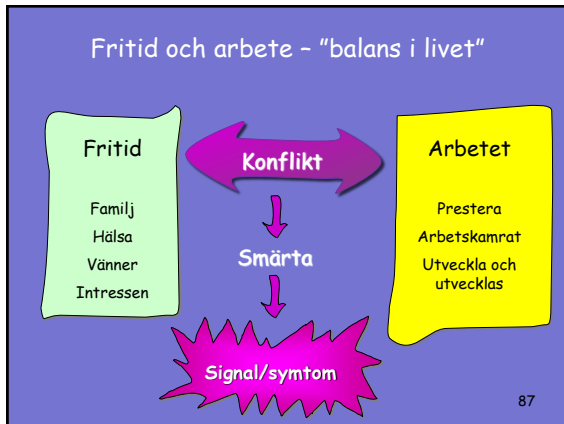 Fritid och arbete – ”balans i livet”
Fritid
Familj
Hälsa
Vänner
Intressen
Konflikt
Smärta
Signal/symtom
Arbetet
Prestera
Arbetskamrat
Utveckla och
utvecklas
87